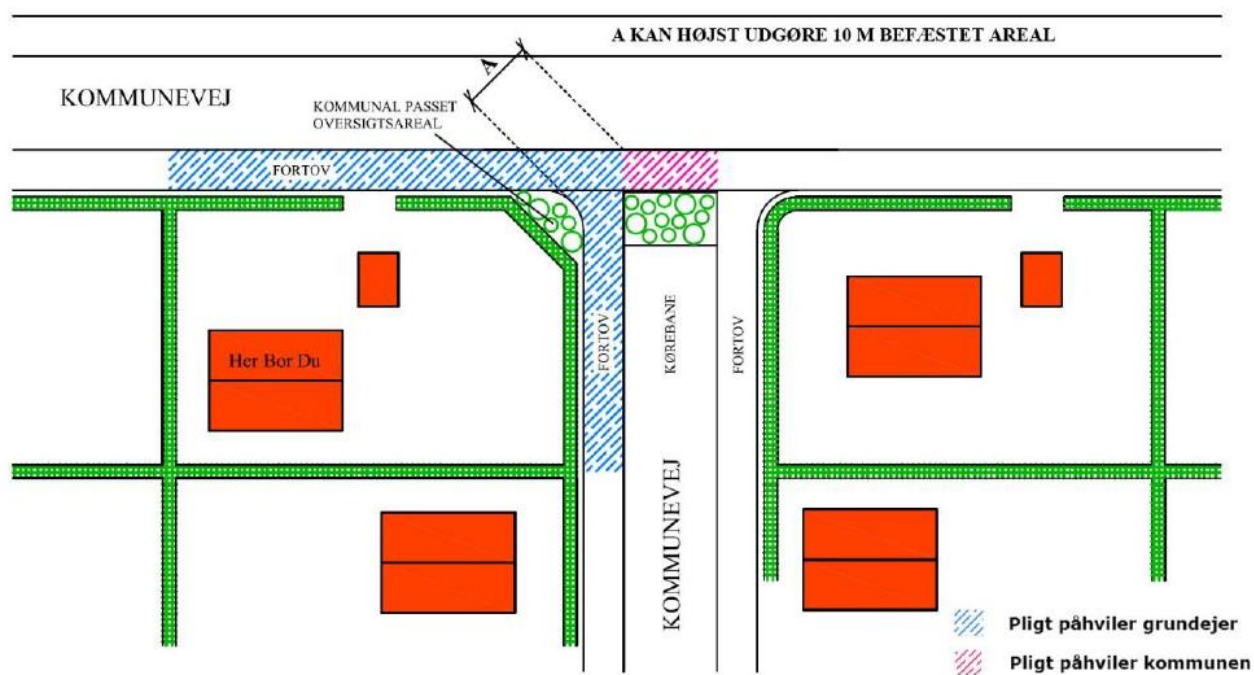 A KAN HØJST UDGØRE 10 M BEFÆSTET AREAL
A
KOMMUNEVEJ
KOMMUNAL PASSET
OVERSIGTSAREAL
FORTOV
Her Bor Du
FORTOV
KØREBANE
FORTOV
KOMMUNEVEJ
Pligt påhviler grundejer
Pligt påhviler kommunen